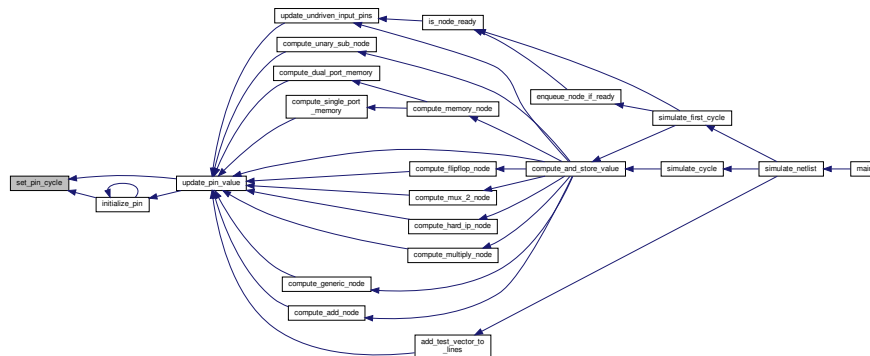 update_undriven_input_pins
is_node_ready
compute_unary_sub_node
compute_dual_port_memory
enqueue_node_if_ready
compute_single_port
_memory
compute_memory_node
simulate_first_cycle
compute_flipflop_node
compute_and_store_value
simulate_cycle
simulate_netlist
main
set_pin_cycle
update_pin_value
compute_mux_2_node
initialize_pin
compute_hard_ip_node
compute_multiply_node
compute_generic_node
compute_add_node
add_test_vector_to
_lines